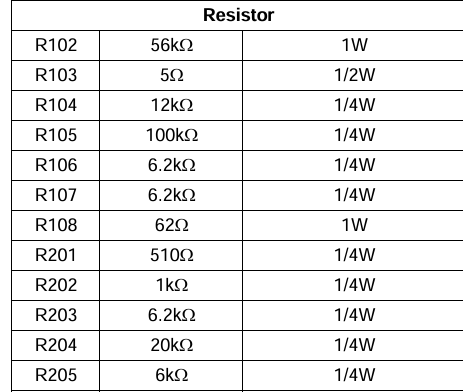 Resistor
R102 56kΩ 1W
R103 5Ω 1/2W
R104 12kΩ 1/4W
R105 100kΩ 1/4W
R106 6.2kΩ 1/4W
R107 6.2kΩ 1/4W
R108 62Ω 1W
R201 510Ω 1/4W
R202 1kΩ 1/4W
R203 6.2kΩ 1/4W
R204 20kΩ 1/4W
R205 6kΩ 1/4W